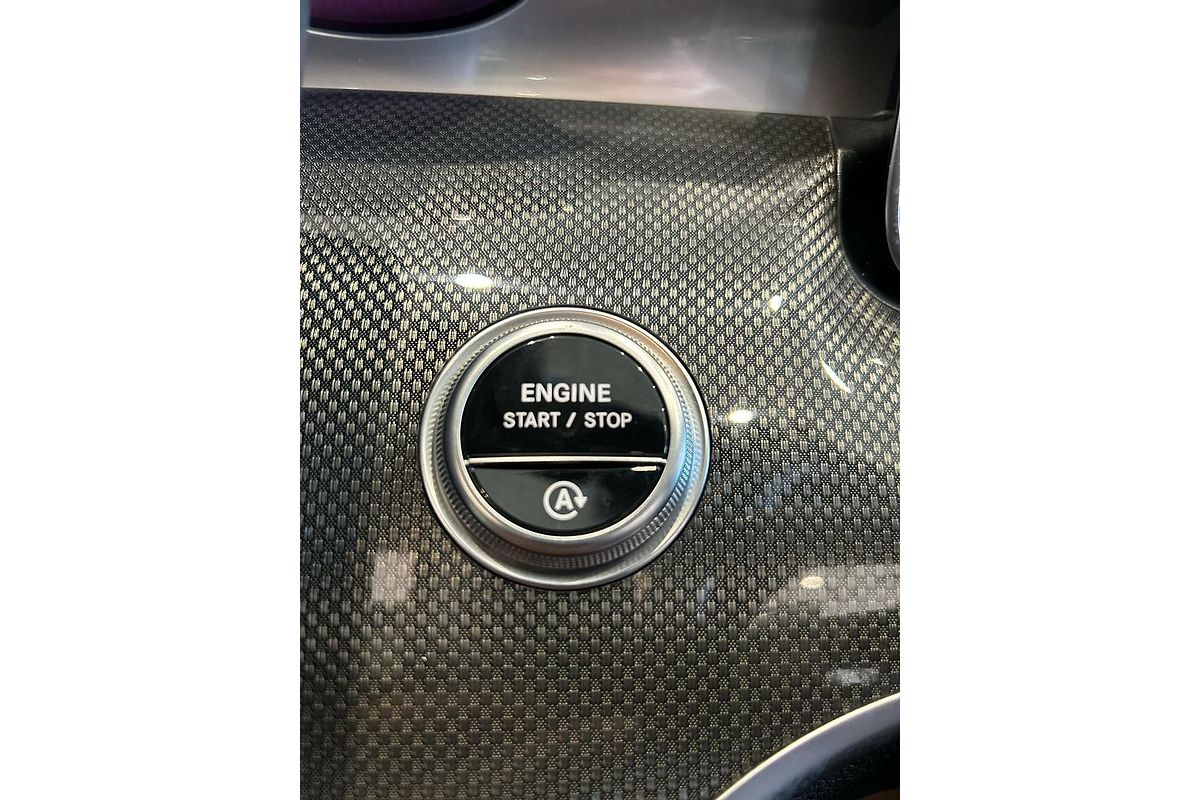 ENGINE
START / STOP
A